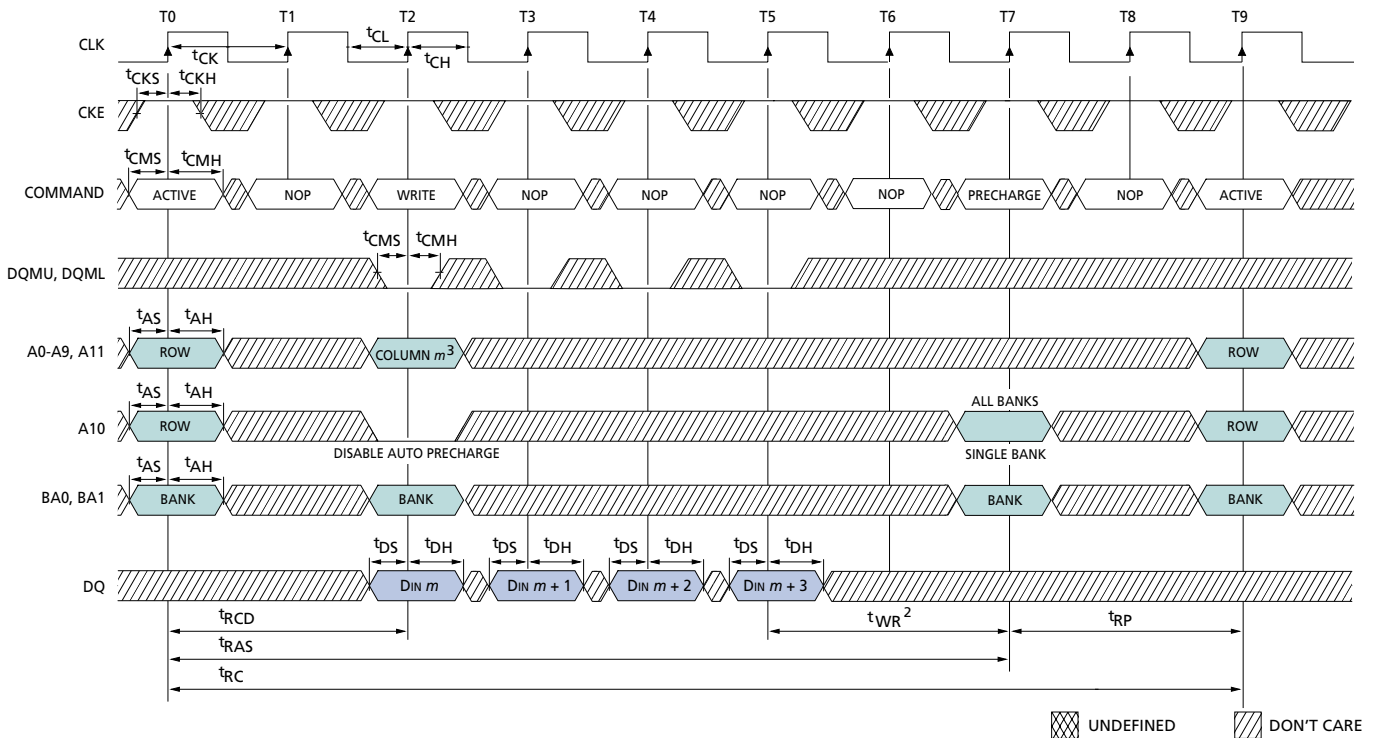 T0 T1 T2 T3 T4 T5 T6 T7 T8 T9
CLK
tCK
tCL
tCH
tCKS tCKH
CKE
tCMS tCMH
COMMAND ACTIVE NOP WRITE NOP NOP NOP NOP PRECHARGE NOP ACTIVE
tCMS tCMH
DQMU, DQML
tAS tAH
A0-A9, A11 ROW COLUMN m3 ROW
tAS tAH
ALL BANKS
A10 ROW ROW
DISABLE AUTO PRECHARGE
SINGLE BANK
tAS tAH
BA0, BA1 BANK BANK BANK BANK
tDS tDH tDS tDH tDS tDH tDS tDH
DQ DIN m DIN m + 1 DIN m + 2 DIN m + 3
tRCD
tWR2
tRP
tRAS
tRC
UNDEFINED
DON'T CARE